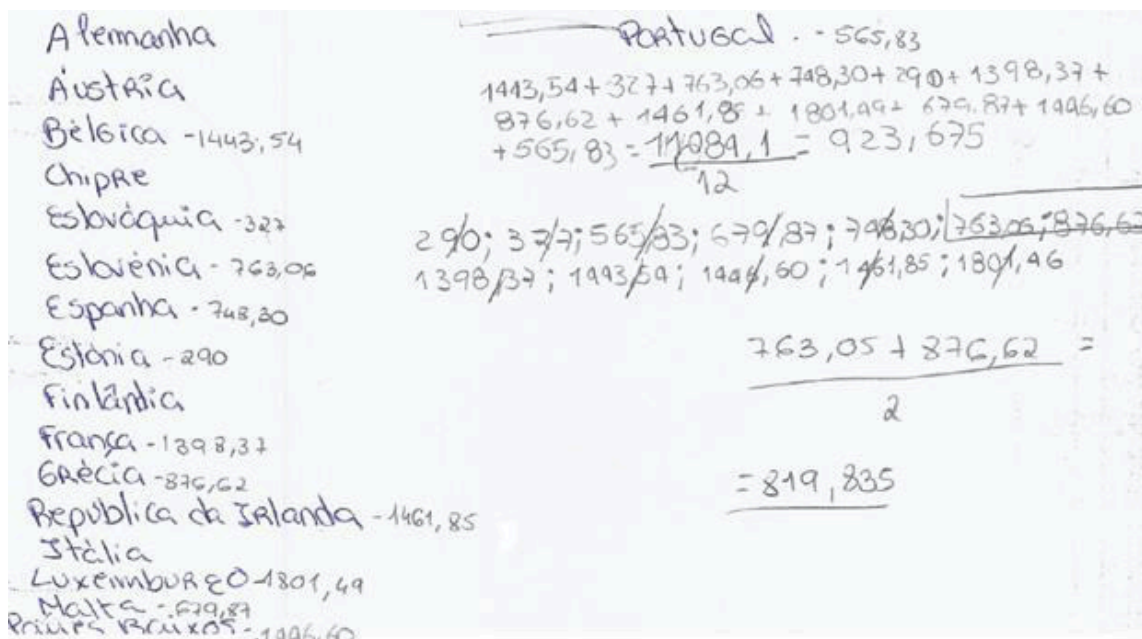 Alemanha
Áustria
Bélgica - 1443,54
Chipre
Eslováquia - 327
Eslovénia - 763,06
Espanha - 748,30
Estónia - 290
Finlândia
França - 1398,37
Grécia - 876,62
República da Irlanda - 1461,85
Itália
Luxemburgo - 1801,49
Malta - 679,87
Países Baixos - 1446,60
Portugal - 565,83
1443,54 + 327 + 763,06 + 748,30 + 290 + 1398,37 +
876,62 + 1461,8 + 1801,49 + 679,87 + 1446,60
+ 565,83 = 11084,1 = 923,675
12
290; 327; 565,83; 679,87; 748,30; 763,06; 876,62
1398,37; 1443,54; 1446,60; 1461,85; 1801,46
763,05 + 876,62 =
2
= 819,835